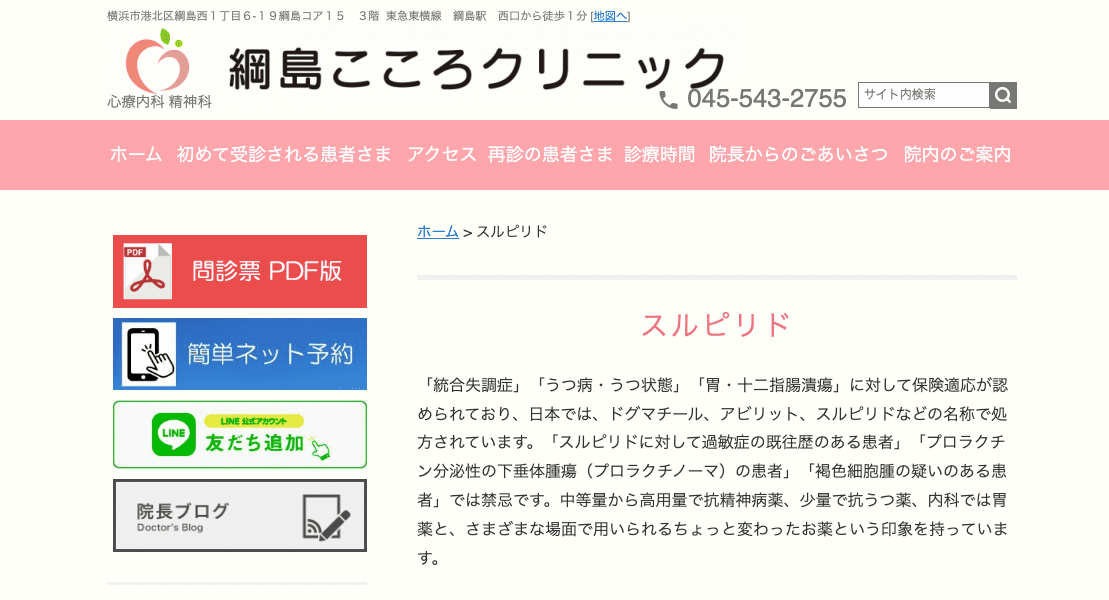 横浜市港北区綱島西１丁目６-１９綱島コア１５　３階 東急東横線　綱島駅　西口から徒歩１分 [地図へ]
綱島こころクリニック
心療内科 精神科
045-543-2755
サイト内検索
ホーム 初めて受診される患者さま アクセス 再診の患者さま 診療時間 院長からのごあいさつ 院内のご案内
ホーム > スルピリド
PDF
問診票 PDF版
簡単ネット予約
LINE
LINE 公式アカウント
友だち追加
院長ブログ
Doctor's Blog
スルピリド
「統合失調症」「うつ病・うつ状態」「胃・十二指腸潰瘍」に対して保険適応が認
められており、日本では、ドグマチール、アビリット、スルピリドなどの名称で処
方されています。「スルピリドに対して過敏症の既往歴のある患者」「プロラクチ
ン分泌性の下垂体腫瘍（プロラクチノーマ）の患者」「褐色細胞腫の疑いのある患
者」では禁忌です。中等量から高用量で抗精神病薬、少量で抗うつ薬、内科では胃
薬と、さまざまな場面で用いられるちょっと変わったお薬という印象を持っていま
す。